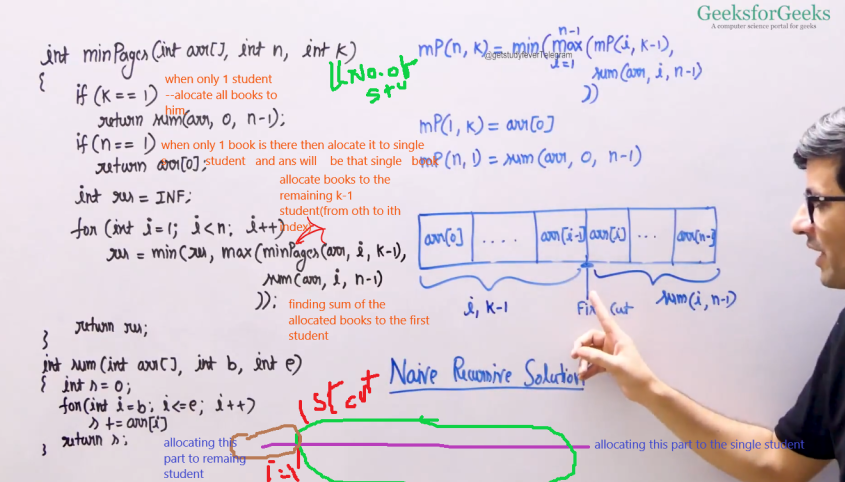 GeeksforGeeks
A computer science portal for geeks
int minPages(int arr[], int n, int k)
{
if (k == 1)
return sum(arr, 0, n-1);
if (n == 1)
return arr[0];
int res = INF;
for (int i=1; i<n; i++)
res = min(res, max(minPages(arr, i, k-1),
sum(arr, i, n-1)
));
return res;
}
int sum(int arr[], int b, int e)
{ int s=0;
for(int i=b; i<=e; i++)
s += arr[i]
return s;
}
when only 1 student
--alocate all books to
him
when only 1 book is there then alocate it to single
student and ans will be that single
allocate books to the
remaining k-1
student(from oth to ith
index)
finding sum of the
allocated books to the first
student
No. of
stu
mP(n, k) = min(max(mP(i, k-1),
n-1
i=1
sum(arr, i, n-1)
))
@getstudyfeverTelegram
mP(1, k) = arr[0]
mP(n, 1) = sum(arr, 0, n-1)
arr[0] .... arr[i-1] arr[i] ... arr[n-1]
i, k-1
Cut
sum(i, n-1)
Naive Recursive Solution
1st cut
i=1
allocating this
part to remaing
student
allocating this part to the single student